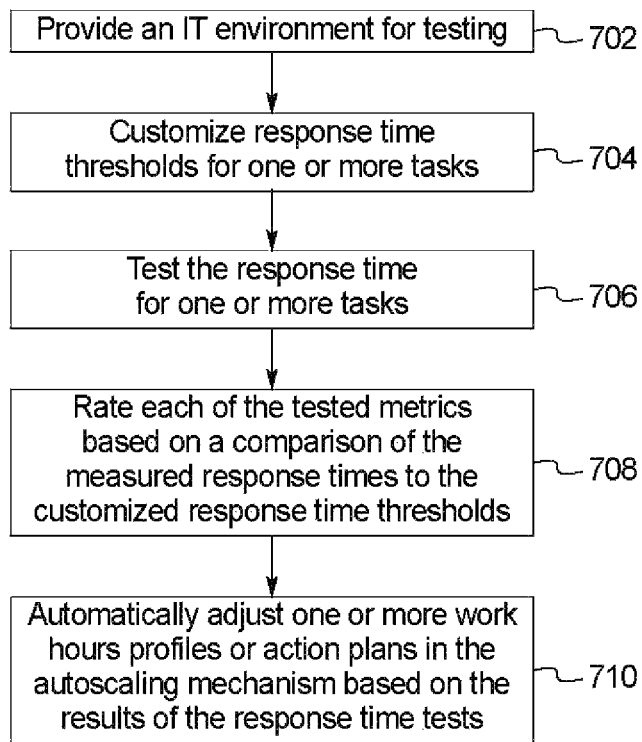 Provide an IT environment for testing
702
Customize response time
thresholds for one or more tasks
704
Test the response time
for one or more tasks
706
Rate each of the tested metrics
based on a comparison of the
measured response times to the
customized response time thresholds
708
Automatically adjust one or more work
hours profiles or action plans in the
autoscaling mechanism based on the
results of the response time tests
710